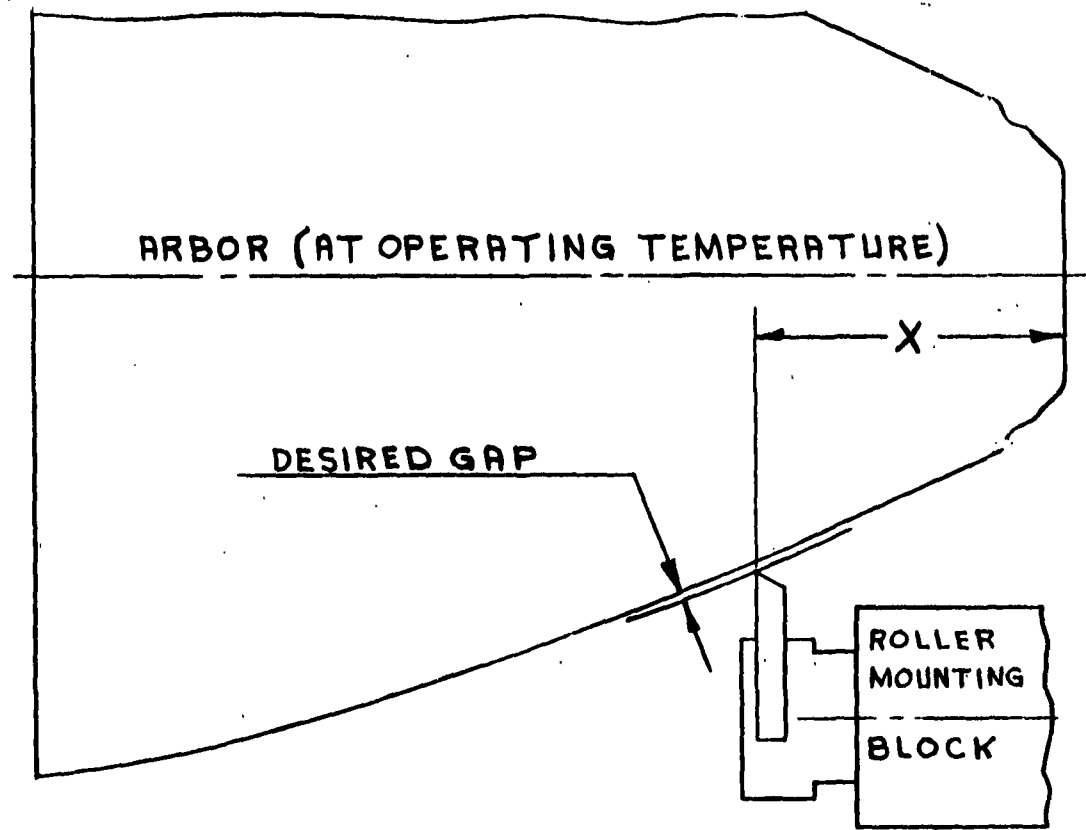 ARBOR (AT OPERATING TEMPERATURE)
X
DESIRED GAP
ROLLER
MOUNTING
BLOCK